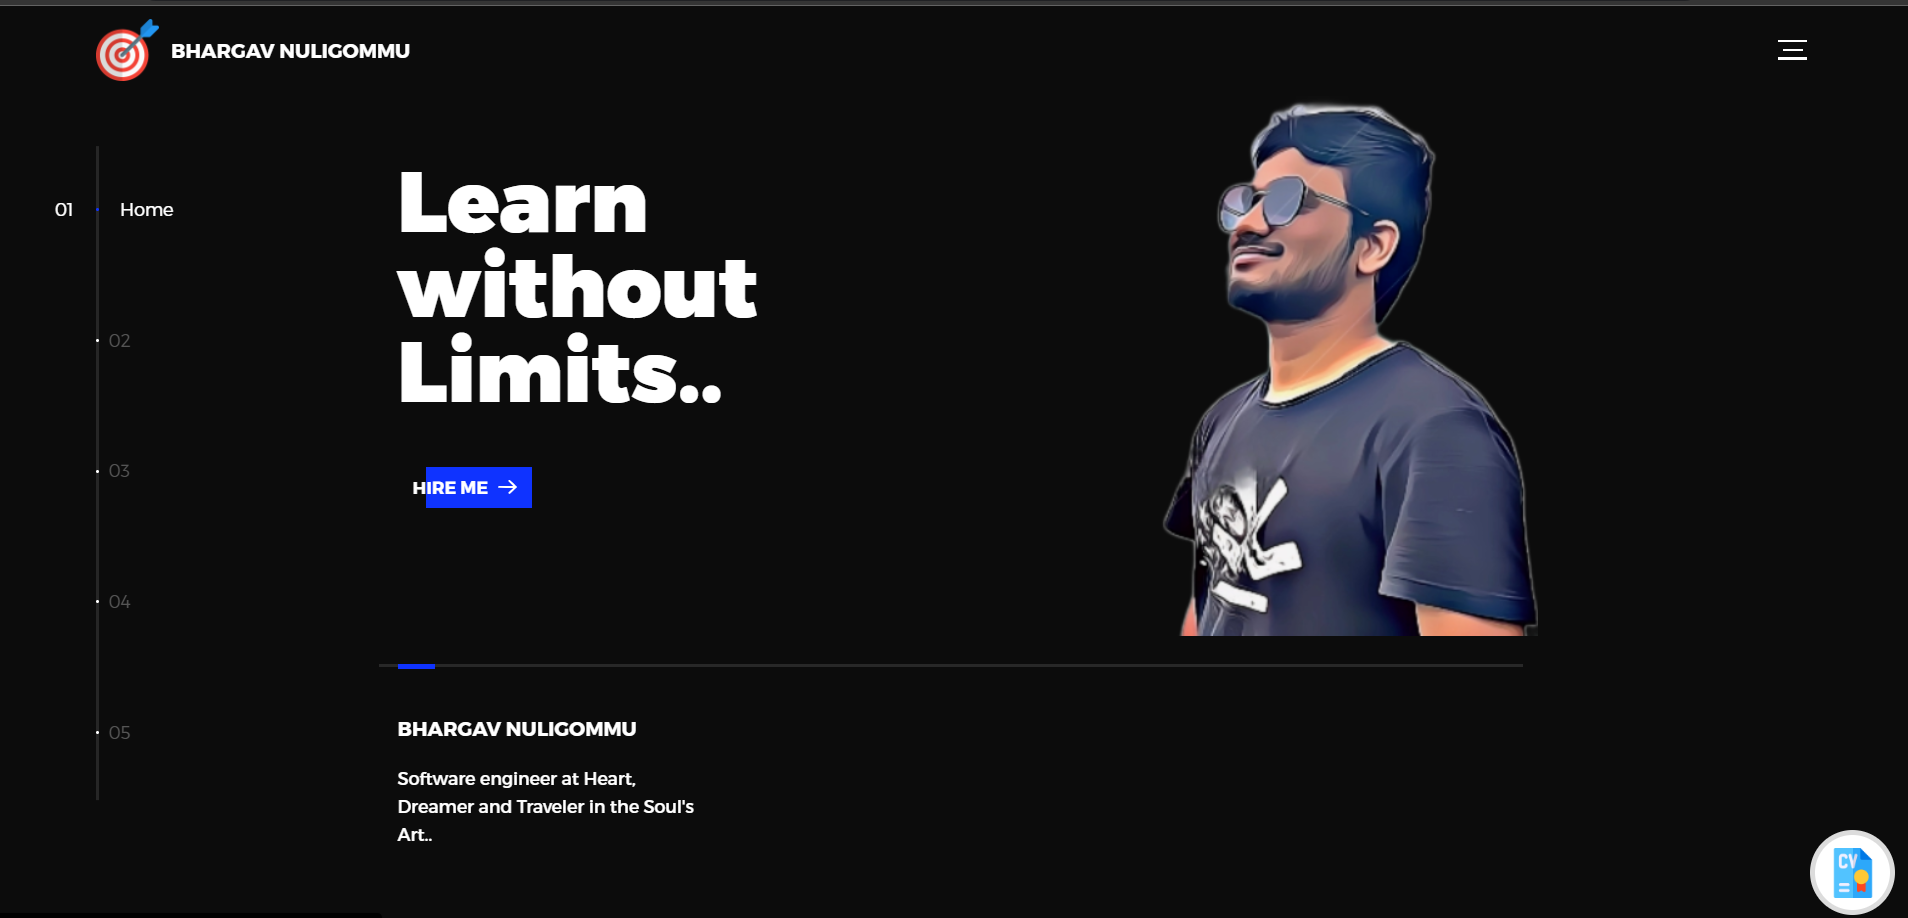 BHARGAV NULIGOMMU
01 Home
Learn
without
Limits..
02
03
HIRE ME
04
05
BHARGAV NULIGOMMU
Software engineer at Heart,
Dreamer and Traveler in the Soul's
Art..
CV